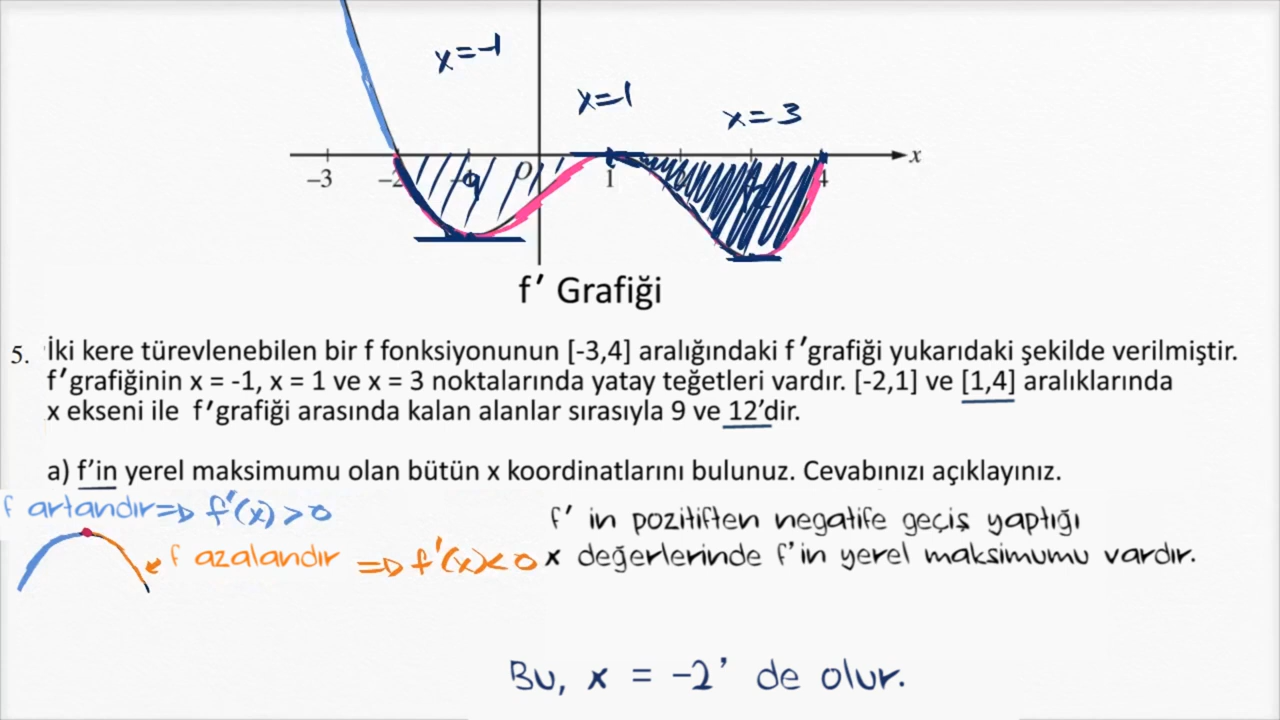 x=-1
x=1
x=3
x
-3
-2
9
O
1
4
f′ Grafiği
5. İki kere türevlenebilen bir f fonksiyonunun [-3,4] aralığındaki f′grafiği yukarıdaki şekilde verilmiştir.
f′grafiğinin x = -1, x = 1 ve x = 3 noktalarında yatay teğetleri vardır. [-2,1] ve [1,4] aralıklarında
x ekseni ile f′grafiği arasında kalan alanlar sırasıyla 9 ve 12’dir.
a) f’in yerel maksimumu olan bütün x koordinatlarını bulunuz. Cevabınızı açıklayınız.
f artandır⇒ f'(x)>0
f' in pozitiften negatife geçiş yaptığı
f azalandır ⇒ f'(x)<0
x değerlerinde f'in yerel maksimumu vardır.
Bu, x = -2' de olur.